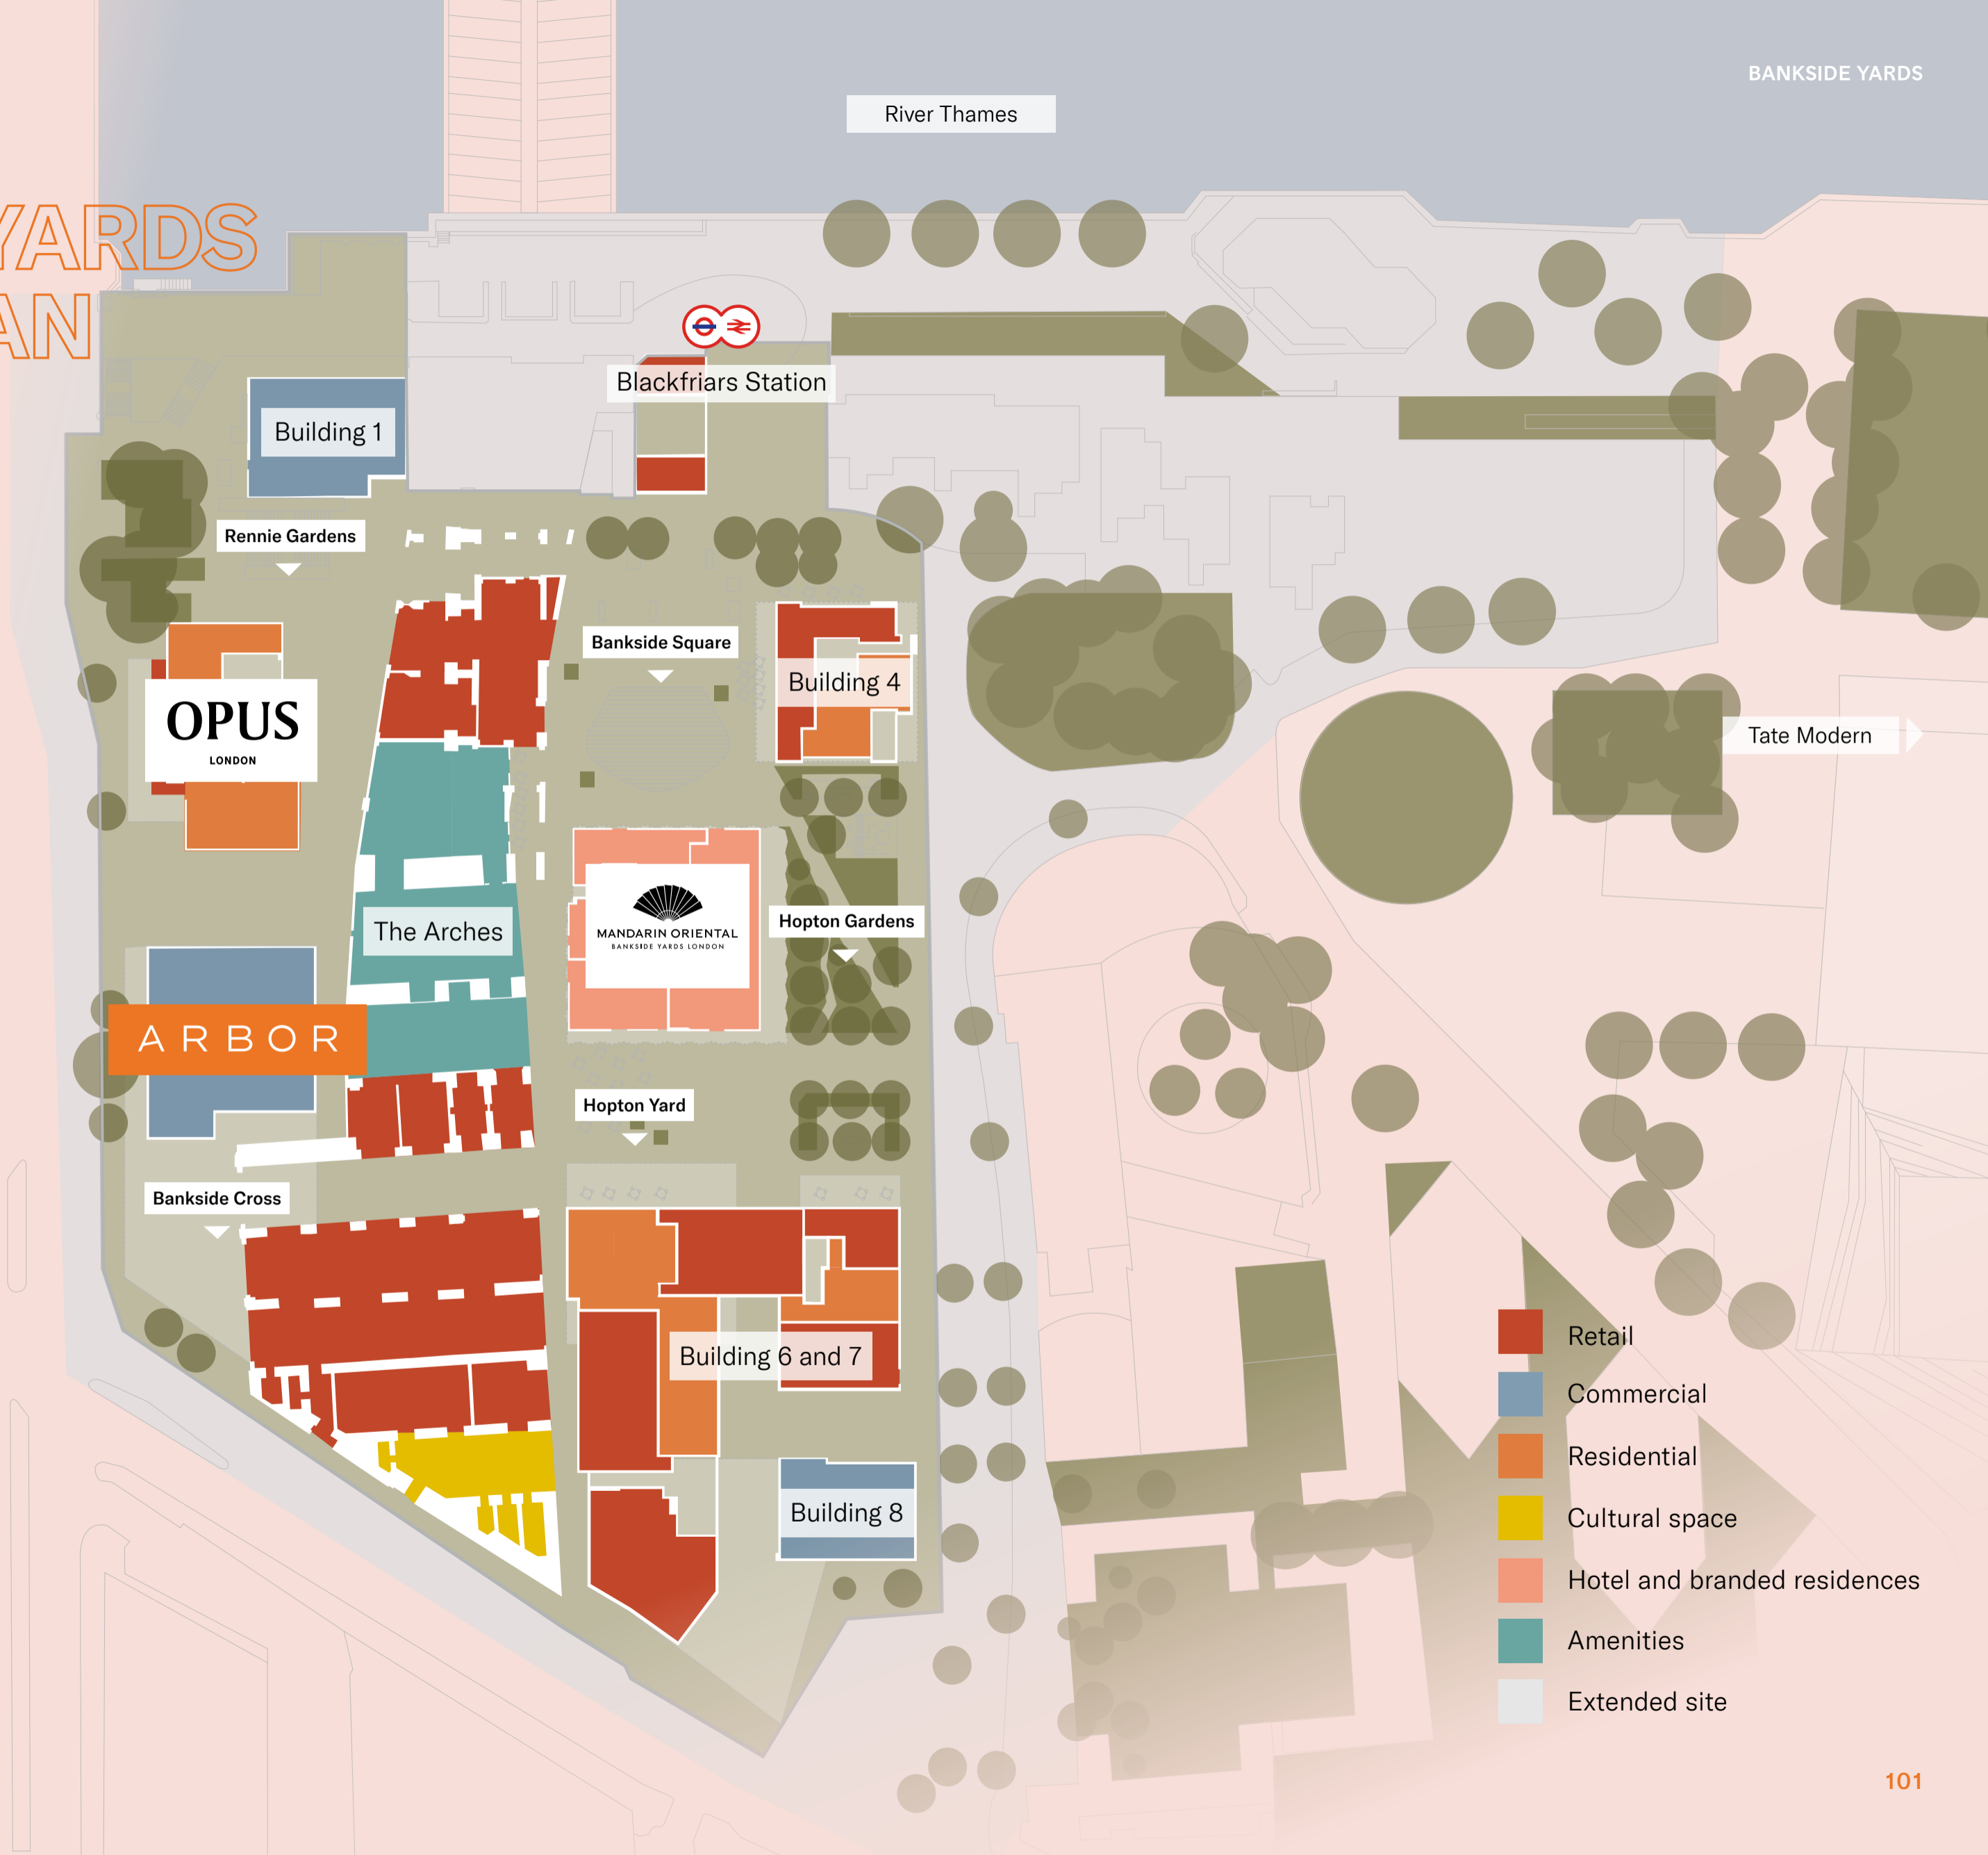 BANKSIDE YARDS
River Thames
YARDS
AN
Blackfriars Station
Building 1
Rennie Gardens
Bankside Square
Building 4
OPUS
LONDON
Tate Modern
The Arches
MANDARIN ORIENTAL
BANKSIDE YARDS LONDON
Hopton Gardens
ARBOR
Hopton Yard
Bankside Cross
Building 6 and 7
Building 8
Retail
Commercial
Residential
Cultural space
Hotel and branded residences
Amenities
Extended site
101